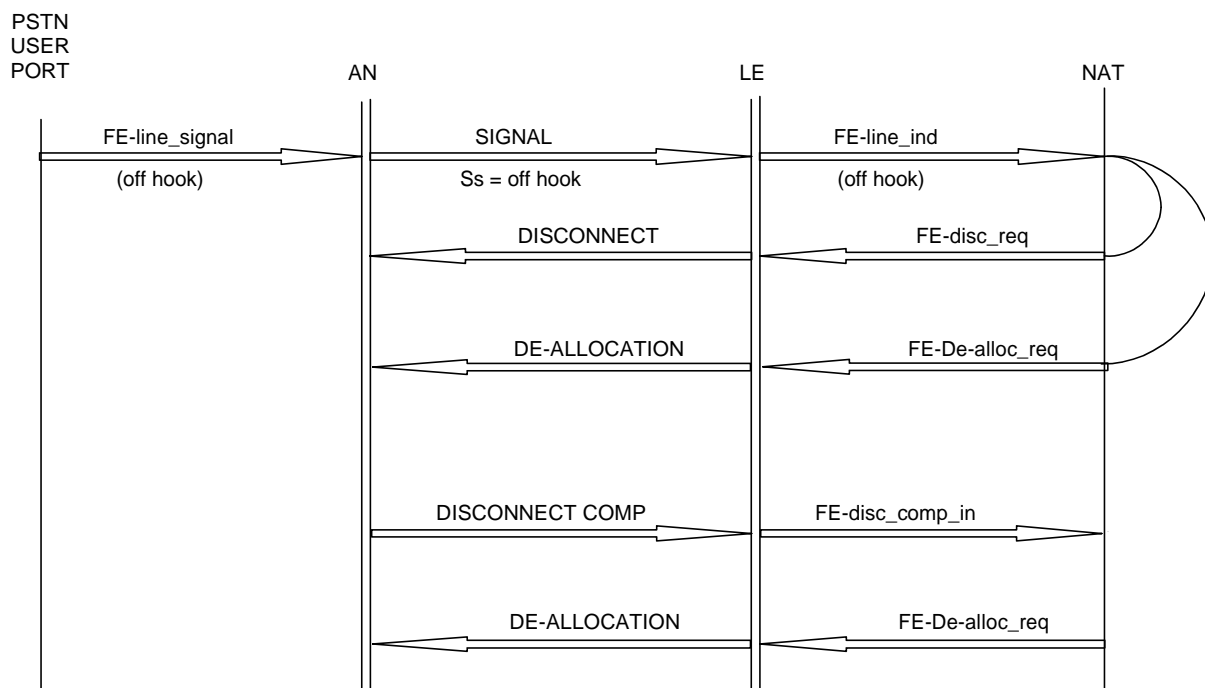 PSTN
USER
PORT
AN
LE
NAT
FE-line_signal
SIGNAL
FE-line_ind
(off hook)
Ss = off hook
(off hook)
DISCONNECT
FE-disc_req
DE-ALLOCATION
FE-De-alloc_req
DISCONNECT COMP
FE-disc_comp_in
DE-ALLOCATION
FE-De-alloc_req